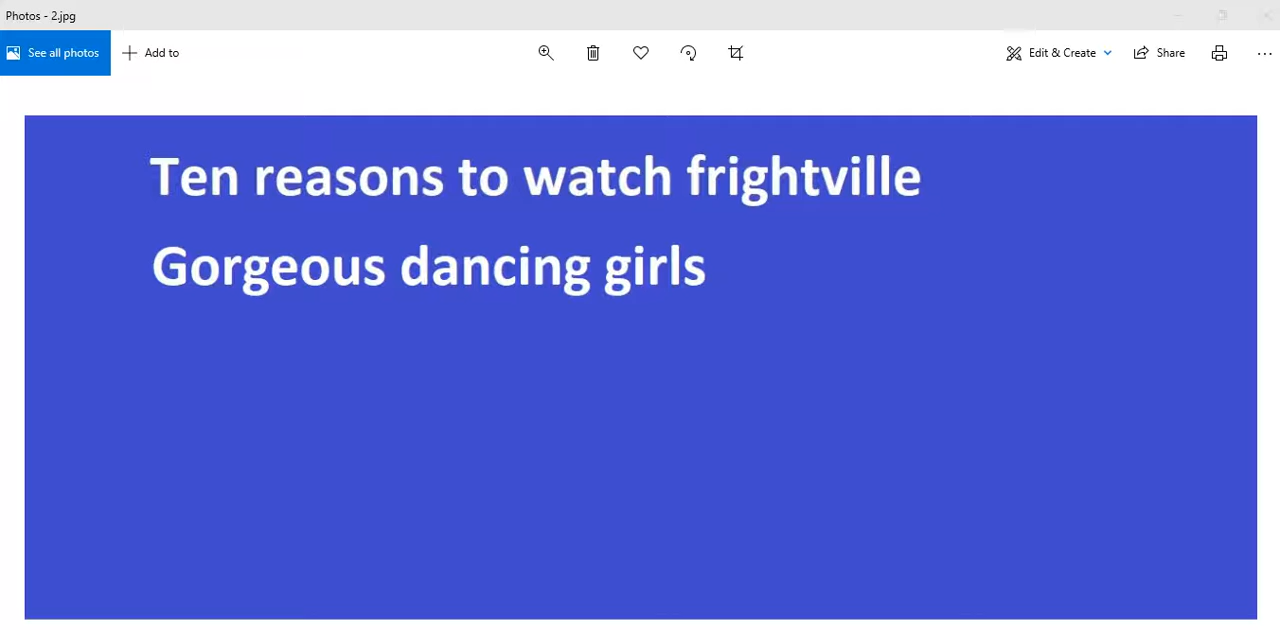 Photos - 2.jpg
See all photos
Add to
Edit & Create
Share
Ten reasons to watch frightville
Gorgeous dancing girls